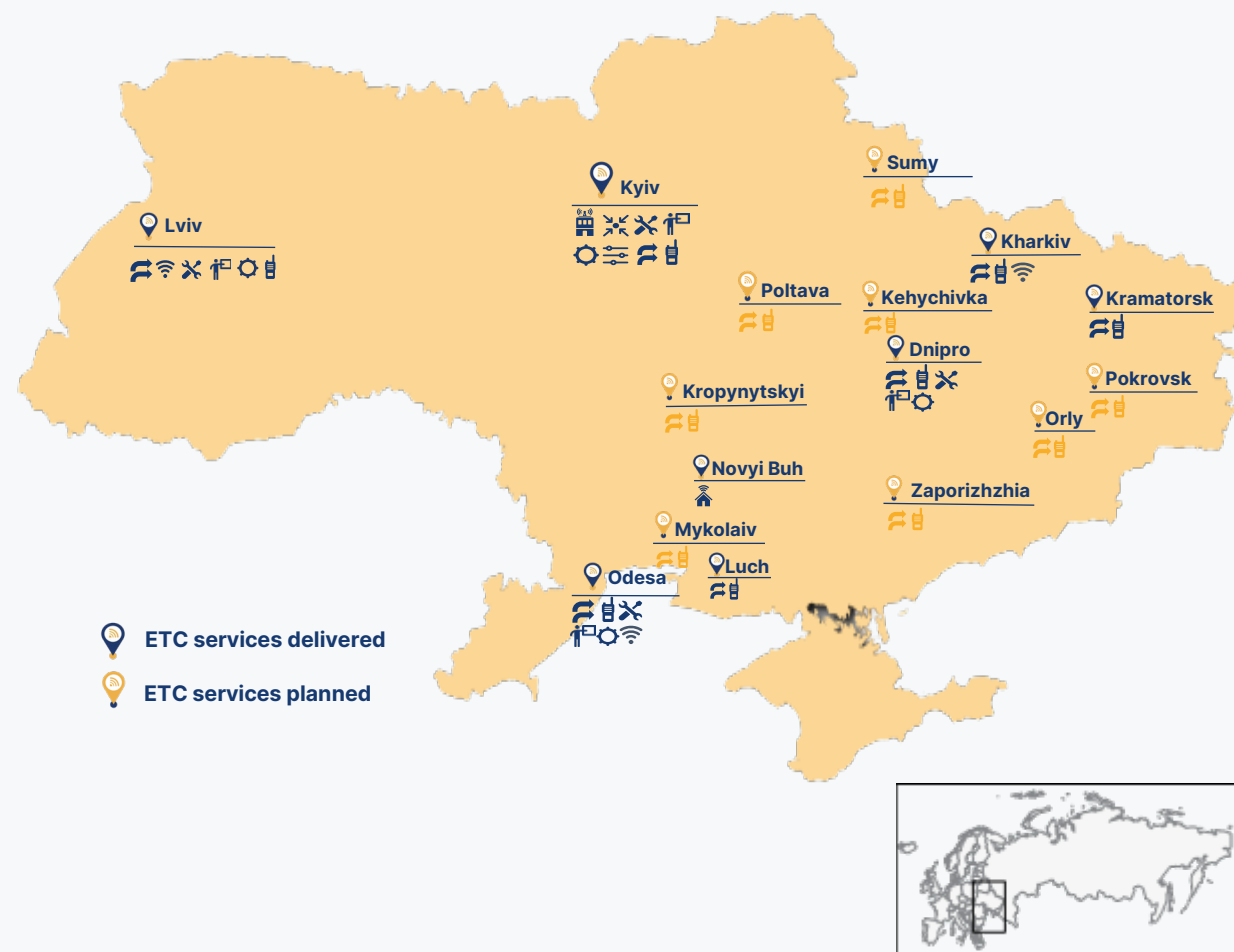 Sumy
Kyiv
Lviv
Kharkiv
Poltava
Kehychivka
Kramatorsk
Dnipro
Pokrovsk
Kropynytskyi
Orly
Novyi Buh
Zaporizhzhia
Mykolaiv
Luch
Odesa
ETC services delivered
ETC services planned